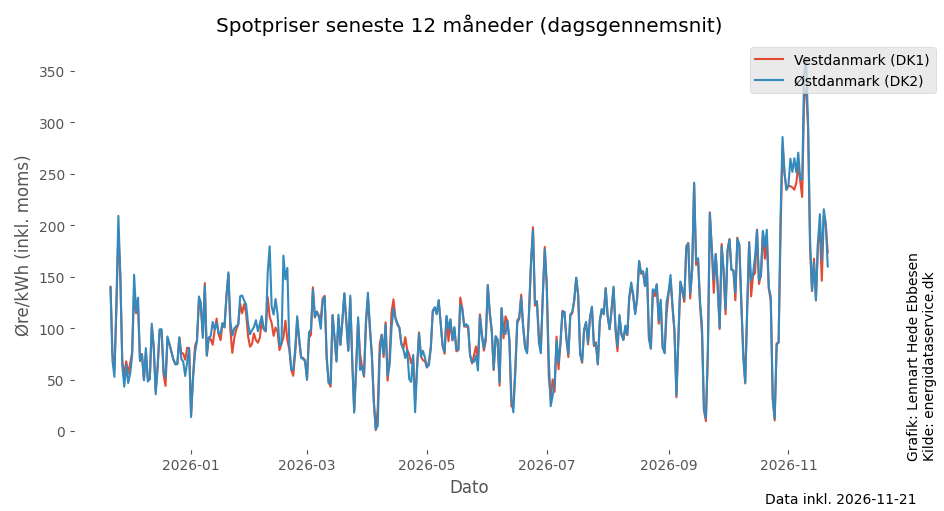 Spotpriser seneste 12 måneder (dagsgennemsnit)
Vestdanmark (DK1)
Østdanmark (DK2)
Øre/kWh (inkl. moms)
350
300
250
200
150
100
50
0
2026-01
2026-03
2026-05
2026-07
2026-09
2026-11
Dato
Grafik: Lennart Hede Ebbesen
Kilde: energidataservice.dk
Data inkl. 2026-11-21